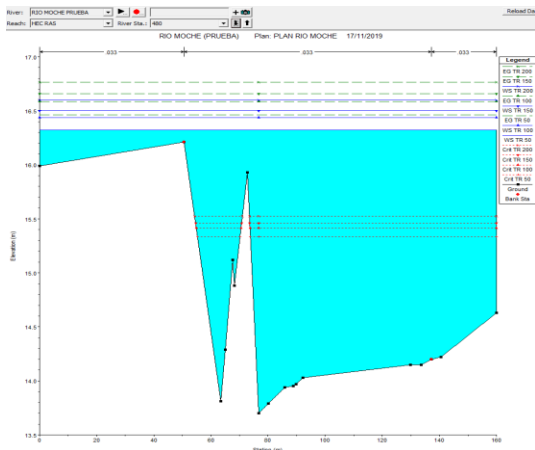 River: RIO MOCHE PRUEBA
Reload Da
Reach: HEC RAS River Sta.: 480
RIO MOCHE (PRUEBA) Plan: PLAN RIO MOCHE 17/11/2019
.033 .033 .033
Legend
EG TR 200
EG TR 150
WS TR 200
EG TR 100
WS TR 150
EG TR 50
WS TR 100
WS TR 50
Crit TR 200
Crit TR 150
Crit TR 100
Crit TR 50
Ground
Bank Sta
Elevation (m)
17.0
16.5
16.0
15.5
15.0
14.5
14.0
13.5
0 20 40 60 80 100 120 140 160